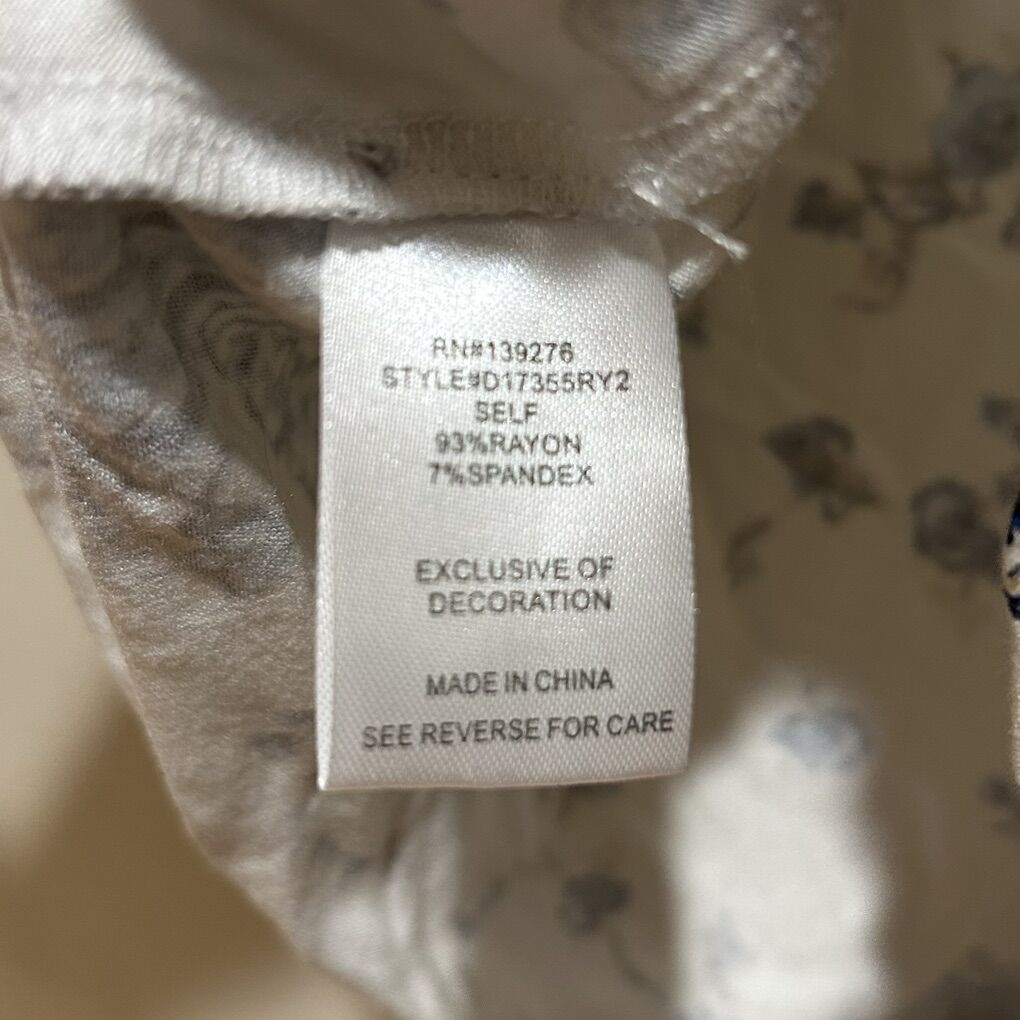 RN#139276
STYLE#D17355RY2
SELF
93%RAYON
7%SPANDEX
EXCLUSIVE OF
DECORATION
MADE IN CHINA
SEE REVERSE FOR CARE